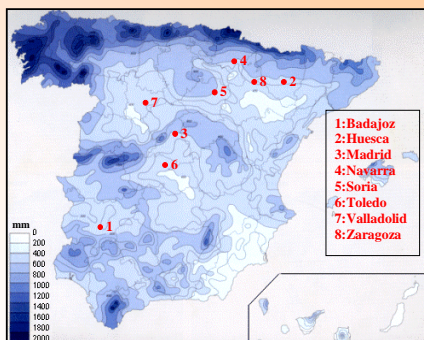 4
8
2
5
7
3
6
1
1:Badajoz
2:Huesca
3:Madrid
4:Navarra
5:Soria
6:Toledo
7:Valladolid
8:Zaragoza
mm
0
200
400
600
800
1000
1200
1400
1600
1800
2000